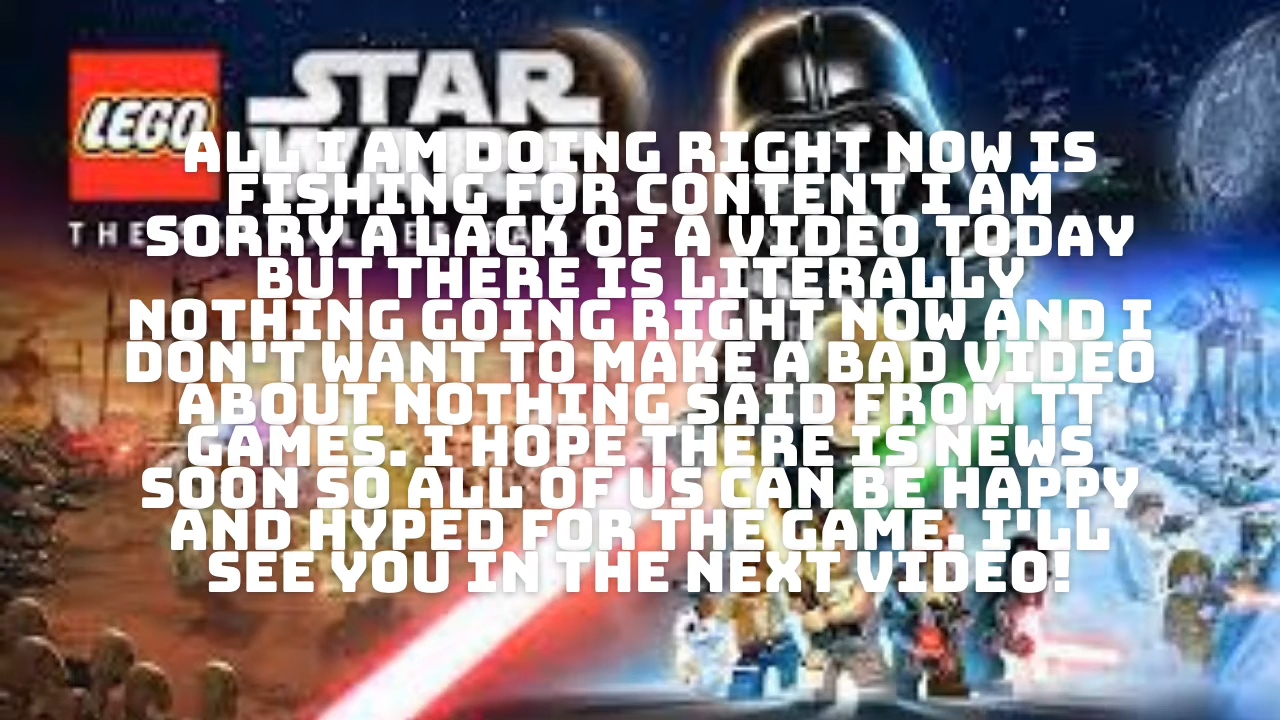 LEGO
STAR
WARS
THE
ALL I AM DOING RIGHT NOW IS
FISHING FOR CONTENT I AM
SORRY A LACK OF A VIDEO TODAY
BUT THERE IS LITERALLY
NOTHING GOING RIGHT NOW AND I
DON'T WANT TO MAKE A BAD VIDEO
ABOUT NOTHING SAID FROM TT
GAMES. I HOPE THERE IS NEWS
SOON SO ALL OF US CAN BE HAPPY
AND HYPED FOR THE GAME. I'LL
SEE YOU IN THE NEXT VIDEO!